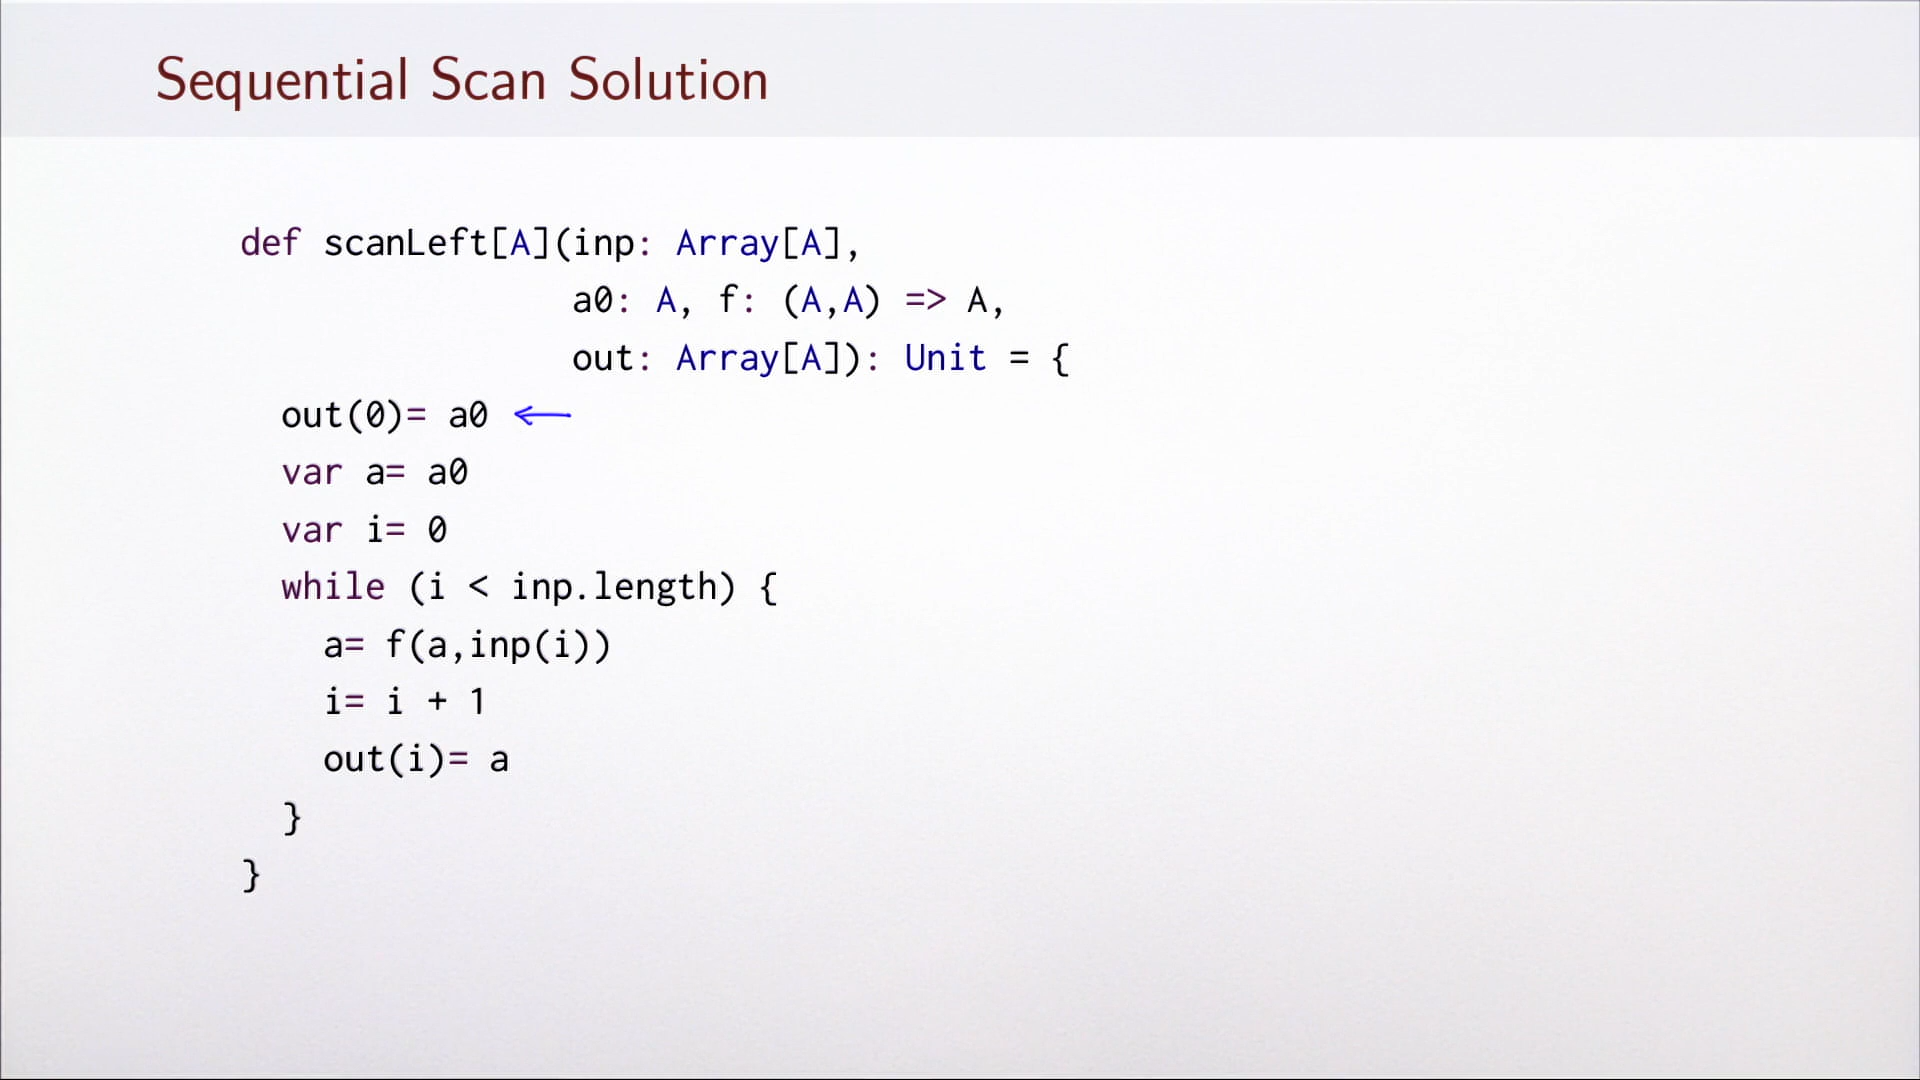 Sequential Scan Solution
def scanLeft[A](inp: Array[A],
a0: A, f: (A,A) => A,
out: Array[A]): Unit = {
out(0)= a0
var a= a0
var i= 0
while (i < inp.length) {
a= f(a,inp(i))
i= i + 1
out(i)= a
}
}